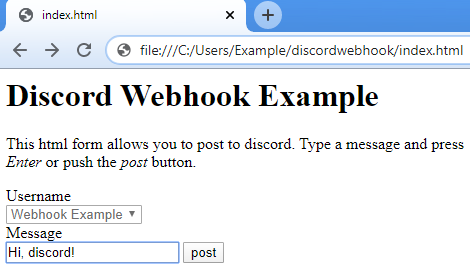 index.html
file:///C:/Users/Example/discordwebhook/index.html
Discord Webhook Example
This html form allows you to post to discord. Type a message and press
Enter or push the post button.
Username
Webhook Example
Message
Hi, discord! post